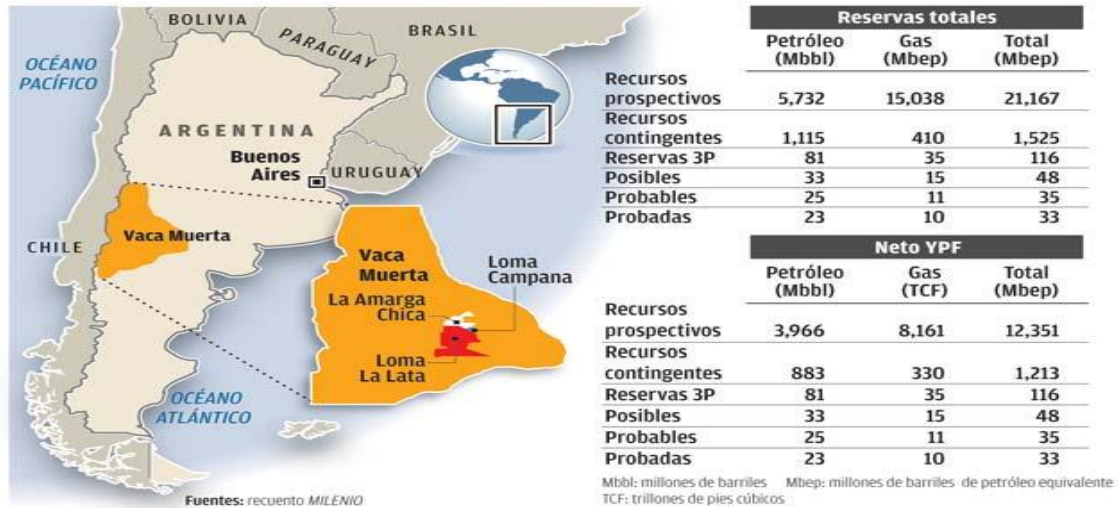 BOLIVIA
PARAGUAY
BRASIL
OCÉANO
PACÍFICO
ARGENTINA
Buenos
Aires
URUGUAY
CHILE
Vaca Muerta
Vaca
Muerta
Loma
Campana
La Amarga
Chica
Loma
La Lata
OCÉANO
ATLÁNTICO
Fuentes: recuento MILENIO
Reservas totales
Petróleo Gas Total
(Mbbl) (Mbep) (Mbep)
Recursos
prospectivos 5,732 15,038 21,167
Recursos
contingentes 1,115 410 1,525
Reservas 3P 81 35 116
Posibles 33 15 48
Probables 25 11 35
Probadas 23 10 33
Neto YPF
Petróleo Gas Total
(Mbbl) (TCF) (Mbep)
Recursos
prospectivos 3,966 8,161 12,351
Recursos
contingentes 883 330 1,213
Reservas 3P 81 35 116
Posibles 33 15 48
Probables 25 11 35
Probadas 23 10 33
Mbbl: millones de barriles Mbep: millones de barriles de petróleo equivalente
TCF: trillones de pies cúbicos